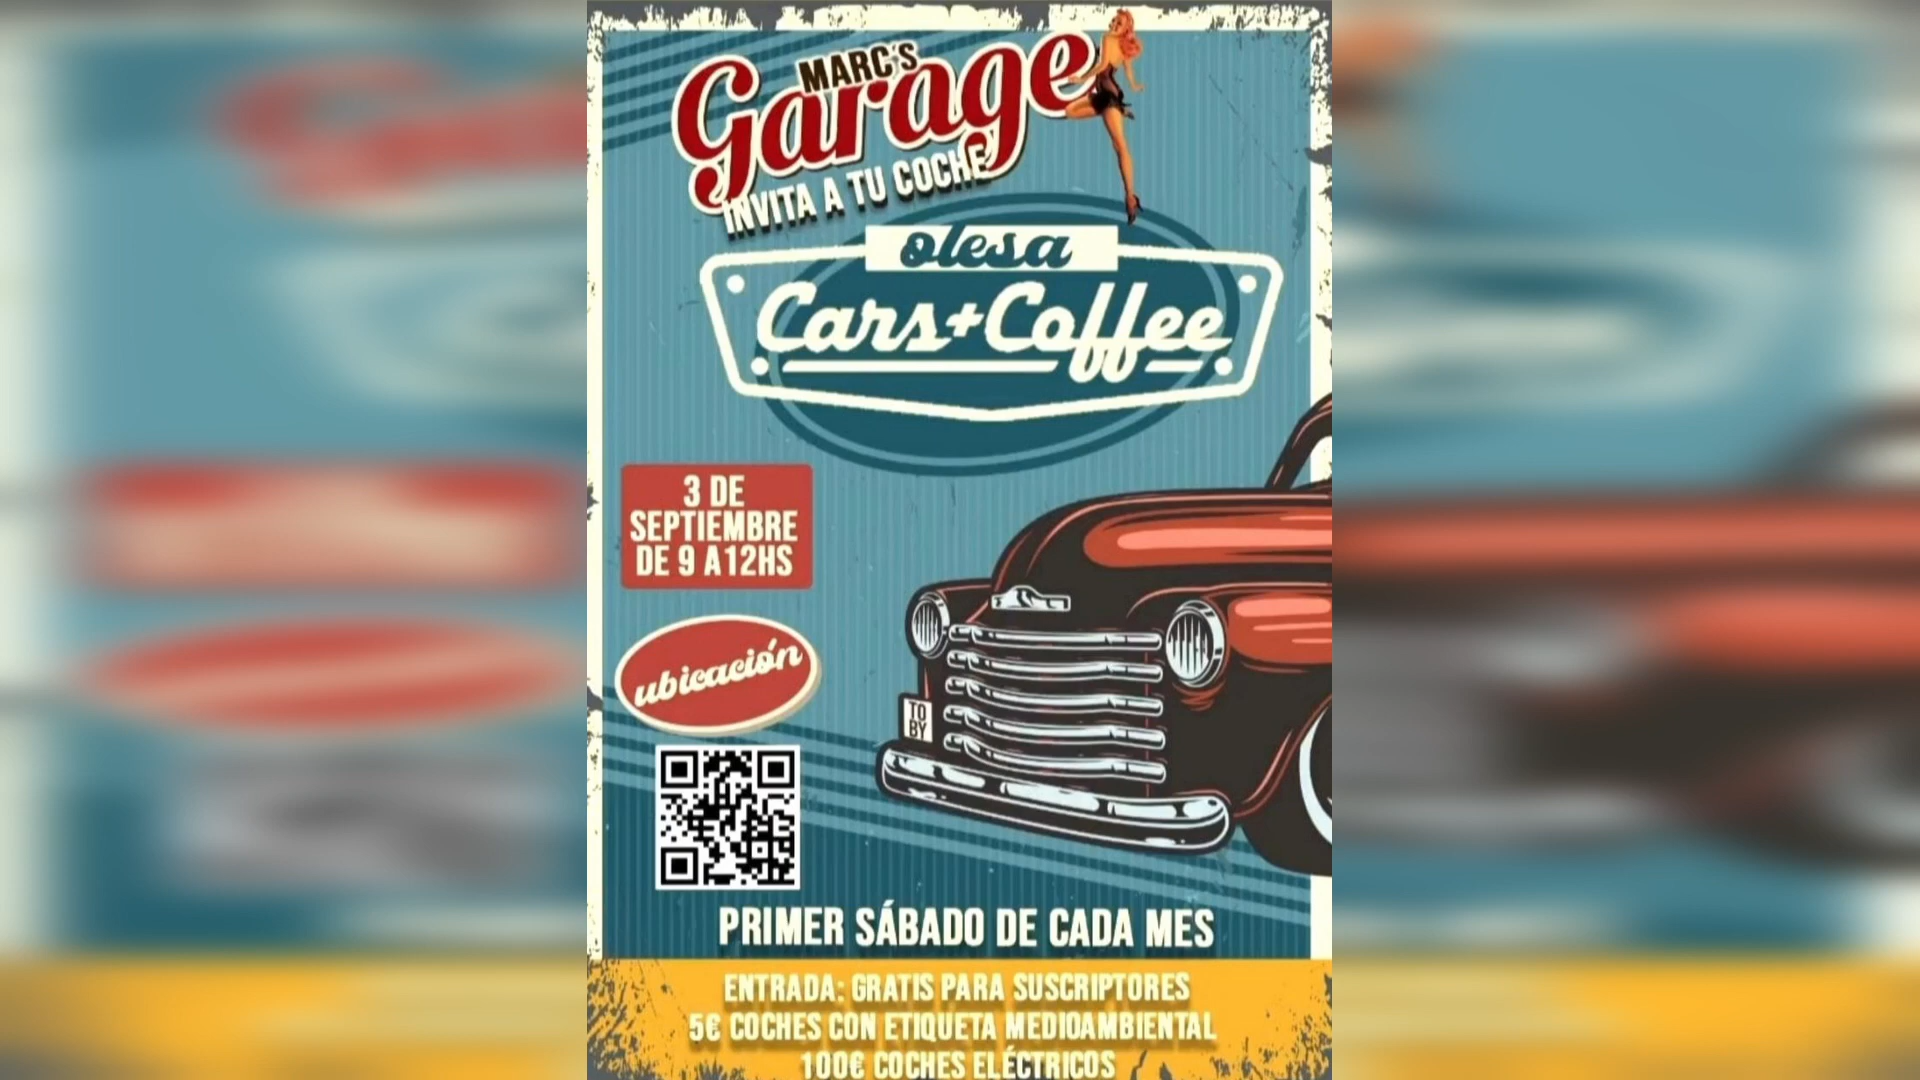 MARC'S
Garage
INVITA A TU COCHE
olesa
Cars+Coffee
3 DE
SEPTIEMBRE
DE 9 A12HS
ubicación
TO
BY
PRIMER SÁBADO DE CADA MES
ENTRADA: GRATIS PARA SUSCRIPTORES
5€ COCHES CON ETIQUETA MEDIOAMBIENTAL
100€ COCHES ELÉCTRICOS